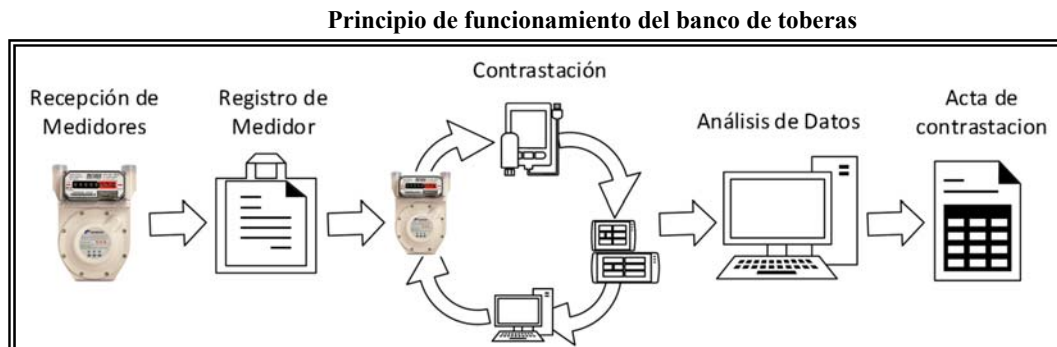 Principio de funcionamiento del banco de toberas
Contrastación
Recepción de
Medidores
Registro de
Medidor
Análisis de Datos
Acta de
contrastacion